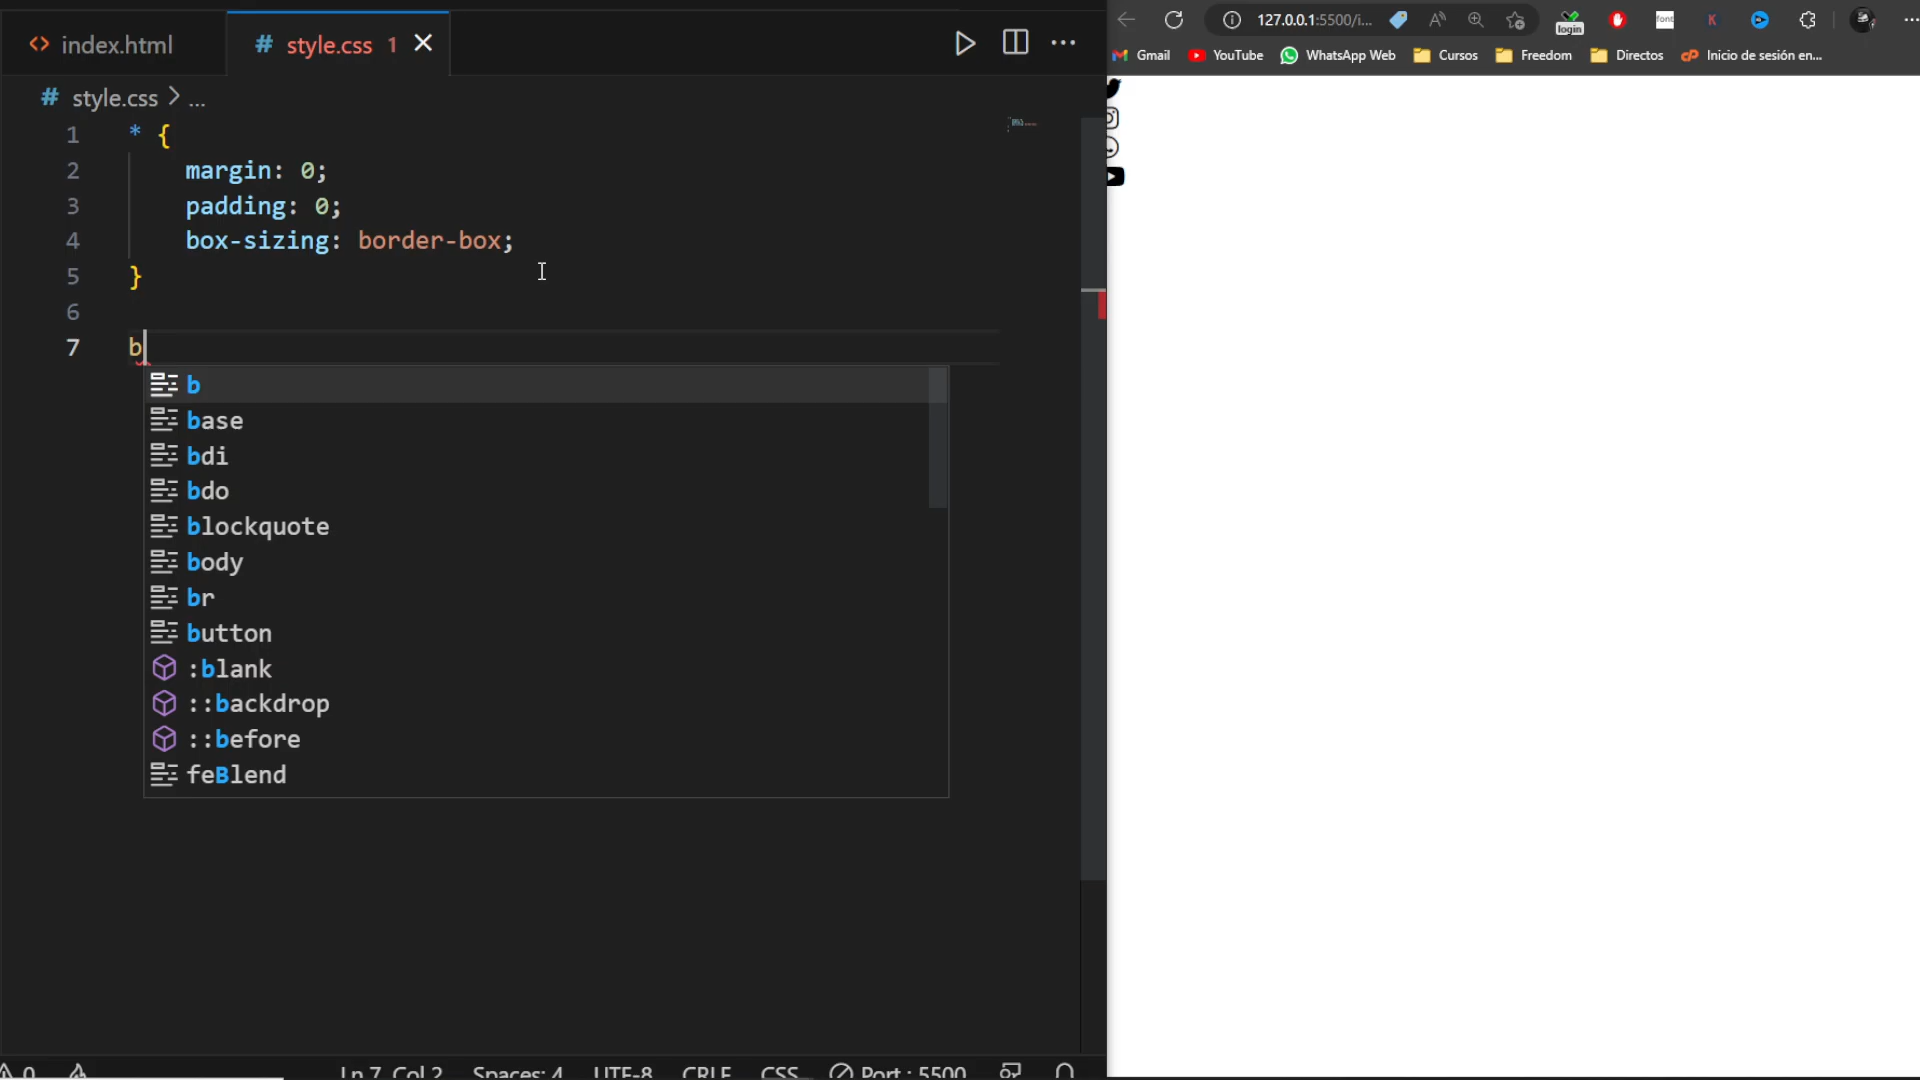 index.html
style.css 1
127.0.0.1:5500/i...
login
font
K
Gmail
YouTube
WhatsApp Web
Cursos
Freedom
Directos
Inicio de sesión en...
# style.css > ...
1 * {
2 margin: 0;
3 padding: 0;
4 box-sizing: border-box;
5 }
6
7 b
b
base
bdi
bdo
blockquote
body
br
button
:blank
::backdrop
::before
feBlend
0
Ln 7, Col 2 Spaces: 4 UTF-8 CRLF CSS Port : 5500